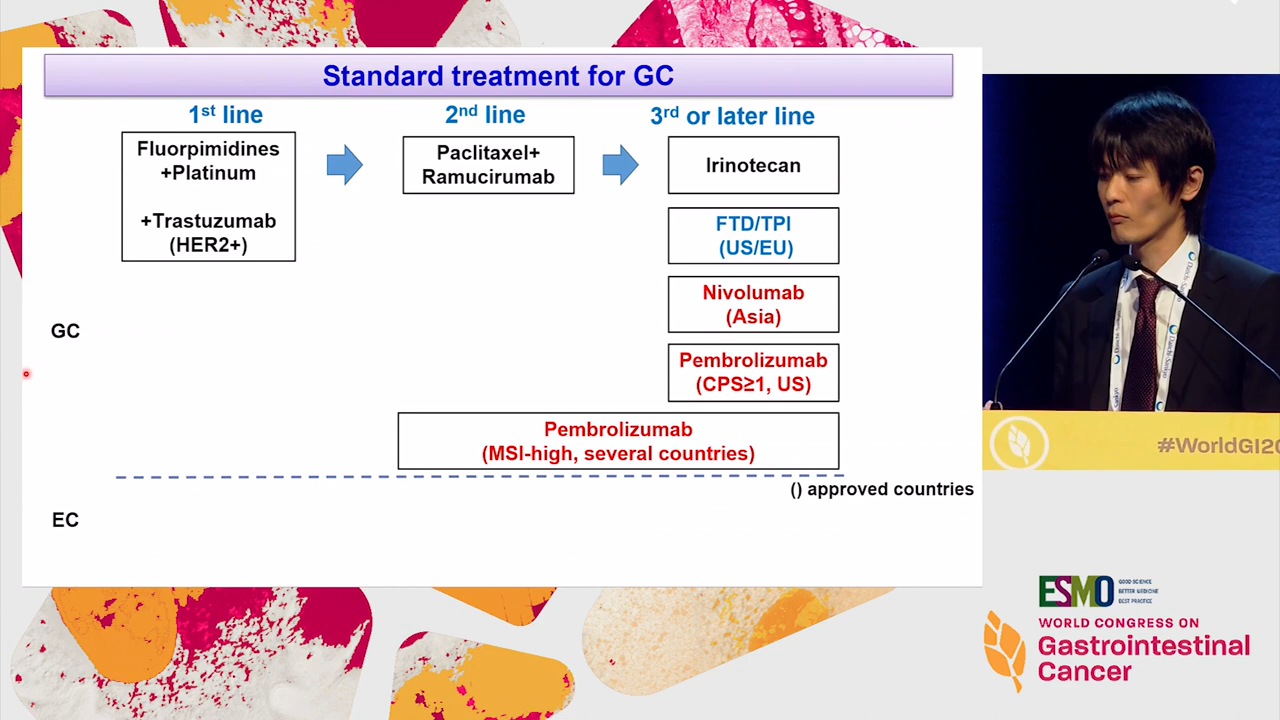 Standard treatment for GC
1st line
2nd line
3rd or later line
Fluorpimidines
+Platinum
+Trastuzumab
(HER2+)
Paclitaxel+
Ramucirumab
Irinotecan
FTD/TPI
(US/EU)
Nivolumab
(Asia)
GC
Pembrolizumab
(CPS≥1, US)
Pembrolizumab
(MSI-high, several countries)
() approved countries
EC
Daiichi-Sankyo
#WorldGI20
ESMO
GOOD SCIENCE
BETTER MEDICINE
BEST PRACTICE
WORLD CONGRESS ON
Gastrointestinal
Cancer